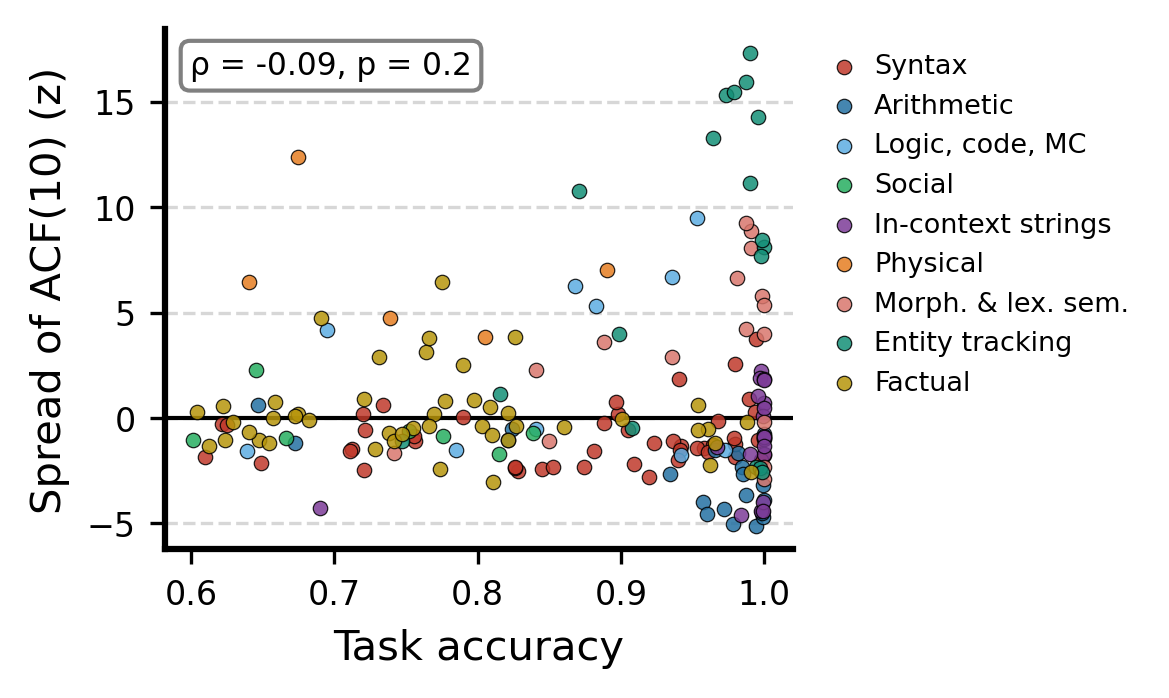 ρ = -0.09, p = 0.2
Spread of ACF(10) (z)
15
10
5
0
−5
0.6
0.7
0.8
0.9
1.0
Task accuracy
Syntax
Arithmetic
Logic, code, MC
Social
In-context strings
Physical
Morph. & lex. sem.
Entity tracking
Factual